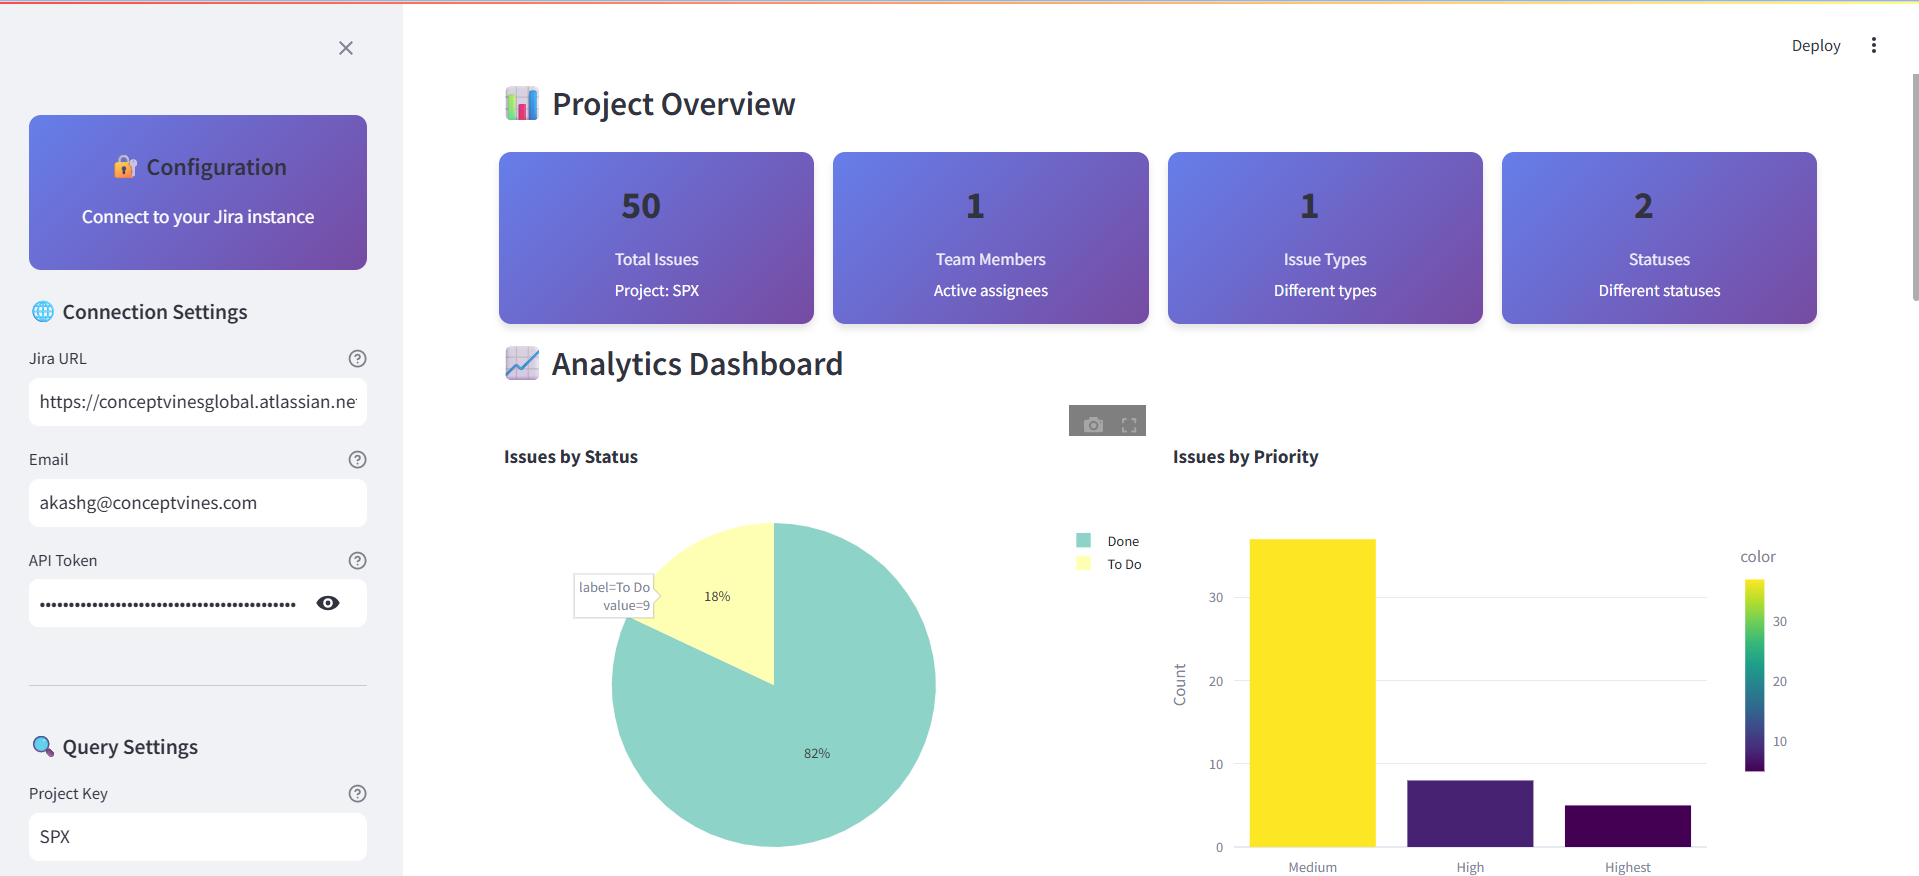 Deploy
Configuration
Connect to your Jira instance
Connection Settings
Jira URL
https://conceptvinesglobal.atlassian.ne
Email
akashg@conceptvines.com
API Token
••••••••••••••••••••••••••••••••••••••••••••
Query Settings
Project Key
SPX
Project Overview
50
Total Issues
Project: SPX
1
Team Members
Active assignees
1
Issue Types
Different types
2
Statuses
Different statuses
Analytics Dashboard
Issues by Status
Done
To Do
label=To Do
value=9
18%
82%
Issues by Priority
Count
30
20
10
0
Medium
High
Highest
color
30
20
10